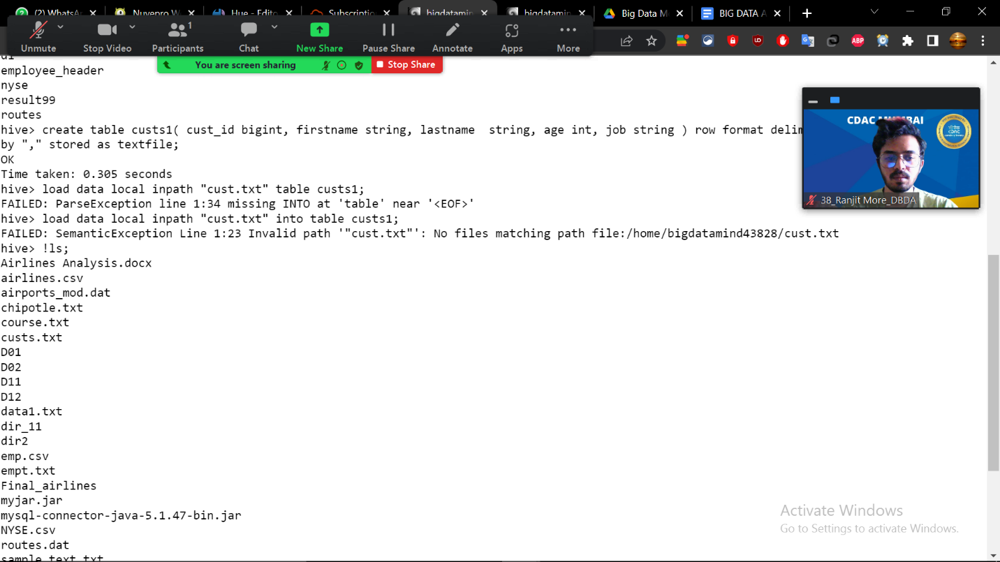 (2) WhatsA
Nuvepro W
Hue - Edito
Subscriptio
bigdatamin
bigdatamin
Big Data M
BIG DATA A
Unmute
Stop Video
1
Participants
Chat
New Share
Pause Share
Annotate
Apps
More
UD
ABP
You are screen sharing
Stop Share
employee_header
nyse
result99
routes
hive> create table custs1( cust_id bigint, firstname string, lastname  string, age int, job string ) row format delim
by "," stored as textfile;
OK
Time taken: 0.305 seconds
hive> load data local inpath "cust.txt" table custs1;
FAILED: ParseException line 1:34 missing INTO at 'table' near '<EOF>'
hive> load data local inpath "cust.txt" into table custs1;
FAILED: SemanticException Line 1:23 Invalid path '"cust.txt"': No files matching path file:/home/bigdatamind43828/cust.txt
hive> !ls;
Airlines Analysis.docx
airlines.csv
airports_mod.dat
chipotle.txt
course.txt
custs.txt
D01
D02
D11
D12
data1.txt
dir_11
dir2
emp.csv
empt.txt
Final_airlines
myjar.jar
mysql-connector-java-5.1.47-bin.jar
NYSE.csv
routes.dat
sample_text.txt
CDAC MUMBAI
38_Ranjit More_DBDA
Activate Windows
Go to Settings to activate Windows.